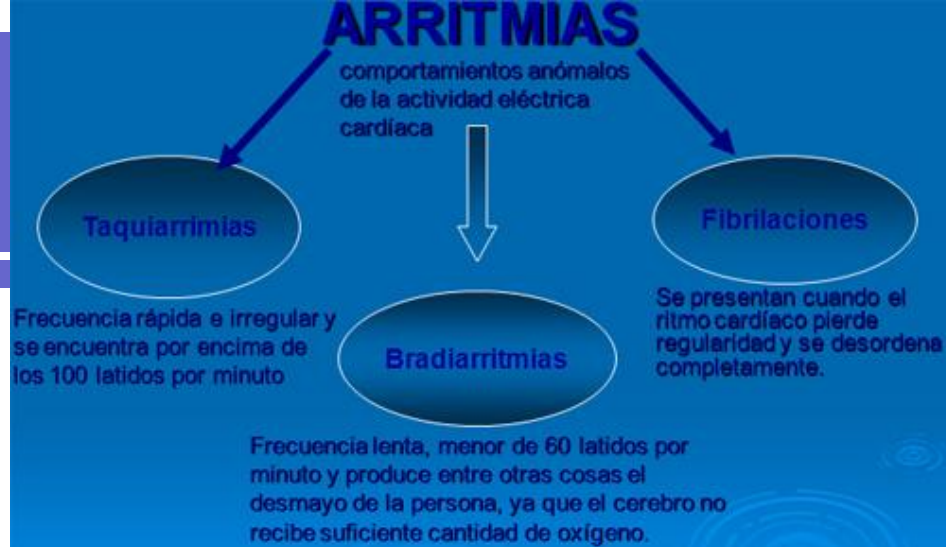 ARRITMIAS
comportamientos anómalos
de la actividad eléctrica
cardíaca
Taquiarrimias
Frecuencia rápida e irregular y
se encuentra por encima de
los 100 latidos por minuto
Bradiarritmias
Frecuencia lenta, menor de 60 latidos por
minuto y produce entre otras cosas el
desmayo de la persona, ya que el cerebro no
recibe suficiente cantidad de oxígeno.
Fibrilaciones
Se presentan cuando el
ritmo cardíaco pierde
regularidad y se desordena
completamente.